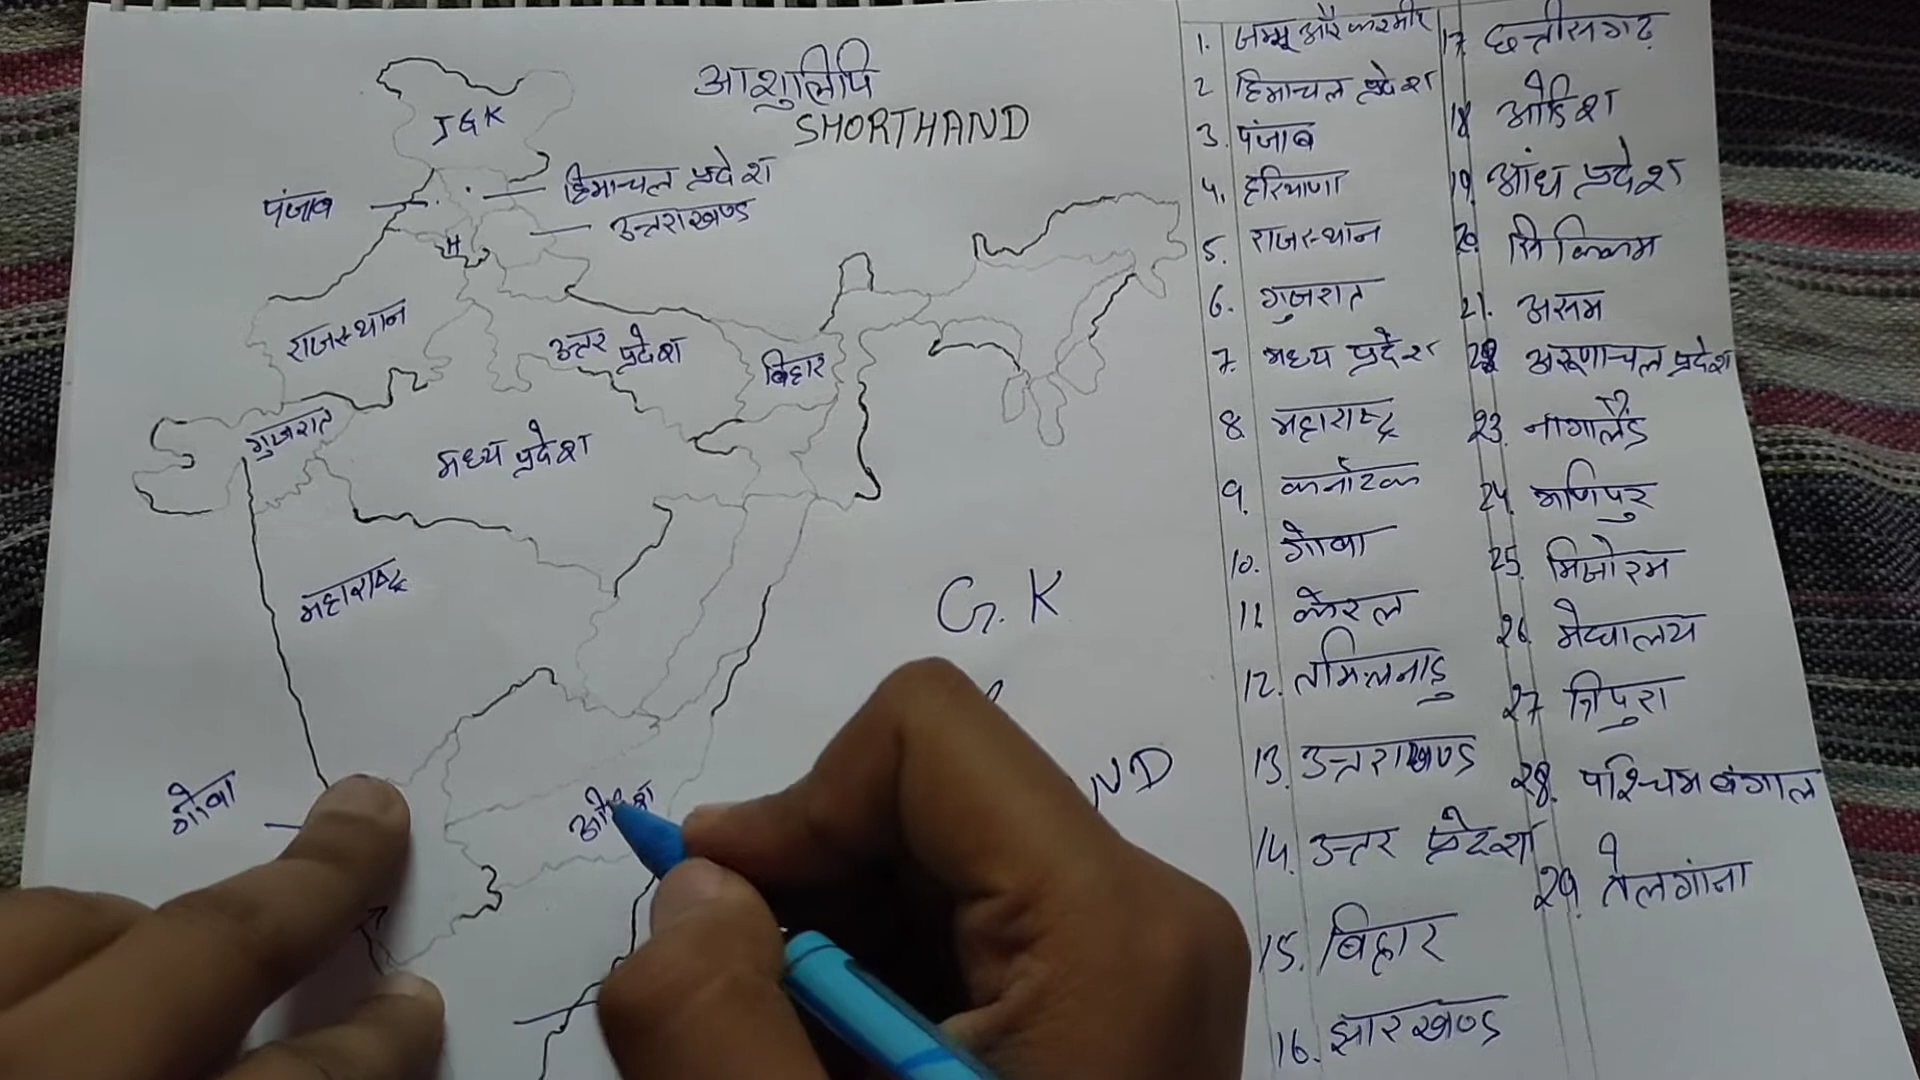 आशुलिपि
SHORTHAND
J&K
पंजाब
हिमाचल प्रदेश
उत्तराखण्ड
H
राजस्थान
उत्तर प्रदेश
बिहार
गुजरात
मध्य प्रदेश
महाराष्ट्र
G.K
गोवा
ND
1. जम्मू और कश्मीर
2 हिमाचल प्रदेश
3. पंजाब
4. हरियाणा
5. राजस्थान
6. गुजरात
7. मध्य प्रदेश
8. महाराष्ट्र
9. कर्नाटक
10. गोवा
11. केरल
12. तमिलनाडु
13. उत्तराखण्ड
14. उत्तर प्रदेश
15. बिहार
16. झारखण्ड
17 छत्तीसगढ़
18 ओडिशा
19 आंध्र प्रदेश
20. सिक्किम
21. असम
22 अरूणाचल प्रदेश
23. नागालैंड
24. मणिपुर
25. मिजोरम
26. मेघालय
27 त्रिपुरा
28. पश्चिम बंगाल
29. तेलगांना